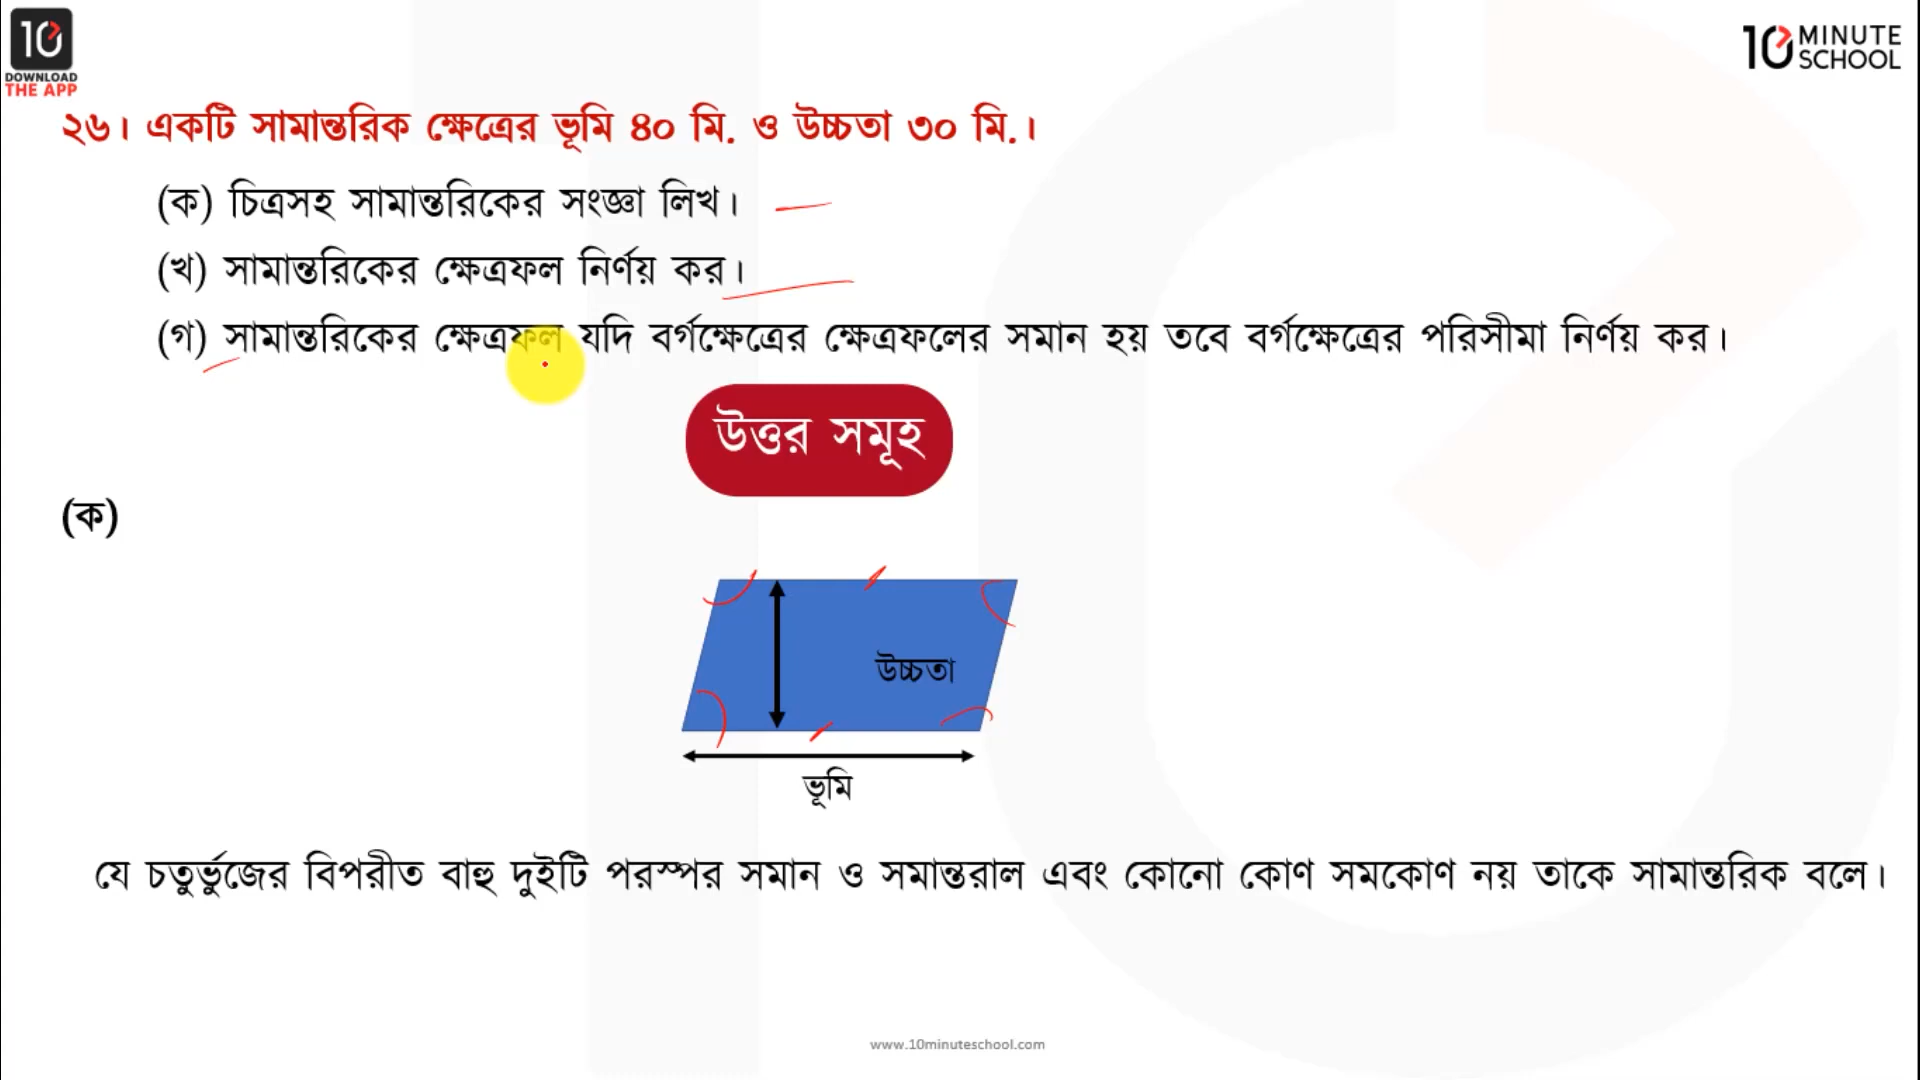 10
DOWNLOAD
THE APP
10 MINUTE
SCHOOL
২৬। একটি সামান্তরিক ক্ষেত্রের ভূমি ৪০ মি. ও উচ্চতা ৩০ মি.।
(ক) চিত্রসহ সামান্তরিকের সংজ্ঞা লিখ।
(খ) সামান্তরিকের ক্ষেত্রফল নির্ণয় কর।
(গ) সামান্তরিকের ক্ষেত্রফল যদি বর্গক্ষেত্রের ক্ষেত্রফলের সমান হয় তবে বর্গক্ষেত্রের পরিসীমা নির্ণয় কর।
উত্তর সমূহ
(ক)
উচ্চতা
ভূমি
যে চতুর্ভুজের বিপরীত বাহু দুইটি পরস্পর সমান ও সমান্তরাল এবং কোনো কোণ সমকোণ নয় তাকে সামান্তরিক বলে।
www.10minuteschool.com